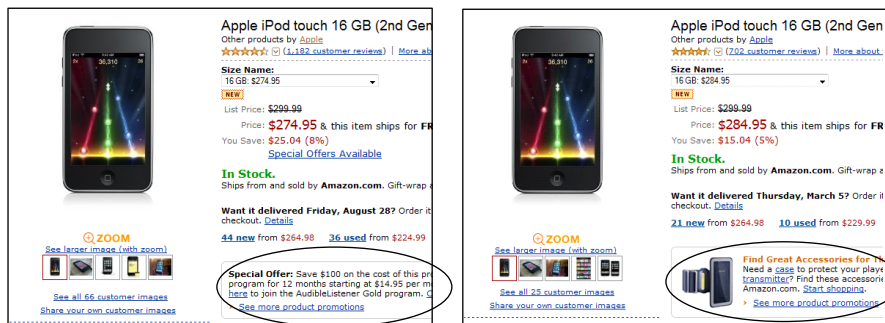 Apple iPod touch 16 GB (2nd Gen
Other products by Apple
(1,182 customer reviews) | More ab
Size Name:
16 GB: $274.95
NEW
List Price: $299.99
Price: $274.95 & this item ships for FR
You Save: $25.04 (8%)
Special Offers Available
In Stock.
Ships from and sold by Amazon.com. Gift-wrap a
Want it delivered Friday, August 28? Order it
checkout. Details
44 new from $264.98 36 used from $224.99
36,310
ZOOM
See larger image (with zoom)
See all 66 customer images
Share your own customer images
Special Offer: Save $100 on the cost of this pro
program for 12 months starting at $14.95 per m
here to join the AudibleListener Gold program. C
See more product promotions
Apple iPod touch 16 GB (2nd Gen
Other products by Apple
(702 customer reviews) | More about
Size Name:
16 GB: $284.95
NEW
List Price: $299.99
Price: $284.95 & this item ships for FR
You Save: $15.04 (5%)
In Stock.
Ships from and sold by Amazon.com. Gift-wrap a
Want it delivered Thursday, March 5? Order it
checkout. Details
21 new from $264.98 10 used from $229.99
36,310
ZOOM
See larger image (with zoom)
See all 25 customer images
Share your own customer images
Find Great Accessories for Th
Need a case to protect your playe
transmitter? Find these accessorie
Amazon.com. Start shopping.
See more product promotions